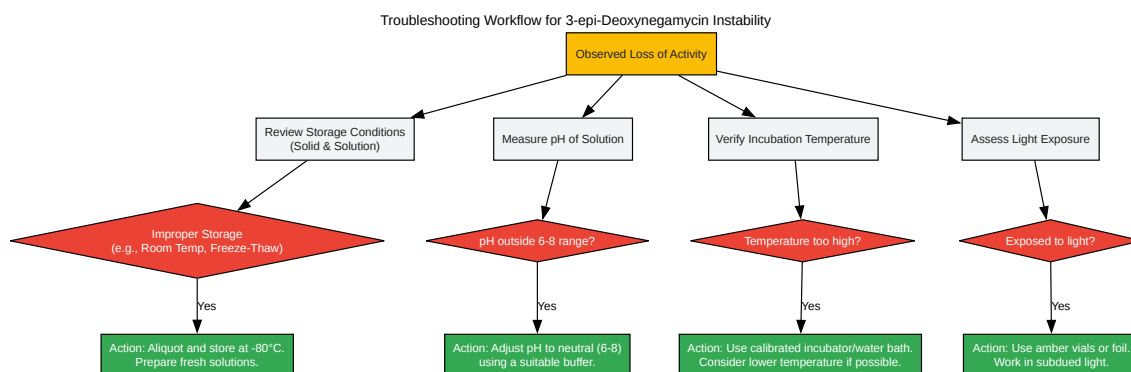 Troubleshooting Workflow for 3-epi-Deoxynegamycin Instability
Observed Loss of Activity
Review Storage Conditions
(Solid & Solution)
Measure pH of Solution
Verify Incubation Temperature
Assess Light Exposure
Improper Storage
(e.g., Room Temp, Freeze-Thaw)
pH outside 6-8 range?
Temperature too high?
Exposed to light?
Yes
Yes
Yes
Yes
Action: Aliquot and store at -80°C.
Prepare fresh solutions.
Action: Adjust pH to neutral (6-8)
using a suitable buffer.
Action: Use calibrated incubator/water bath.
Consider lower temperature if possible.
Action: Use amber vials or foil.
Work in subdued light.